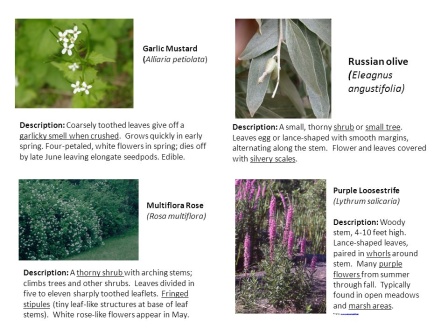 Garlic Mustard
(Alliaria petiolata)
Description: Coarsely toothed leaves give off a
garlicky smell when crushed. Grows quickly in early
spring. Four-petaled, white flowers in spring; dies off
by late June leaving elongate seedpods. Edible.
Russian olive
(Eleagnus
angustifolia)
Description: A small, thorny shrub or small tree.
Leaves egg or lance-shaped with smooth margins,
alternating along the stem. Flower and leaves covered
with silvery scales.
Multiflora Rose
(Rosa multiflora)
Description: A thorny shrub with arching stems;
climbs trees and other shrubs. Leaves divided in
five to eleven sharply toothed leaflets. Fringed
stipules (tiny leaf-like structures at base of leaf
stems). White rose-like flowers appear in May.
Purple Loosestrife
(Lythrum salicaria)
Description: Woody
stem, 4-10 feet high.
Lance-shaped leaves,
paired in whorls around
stem. Many purple
flowers from summer
through fall. Typically
found in open meadows
and marsh areas.